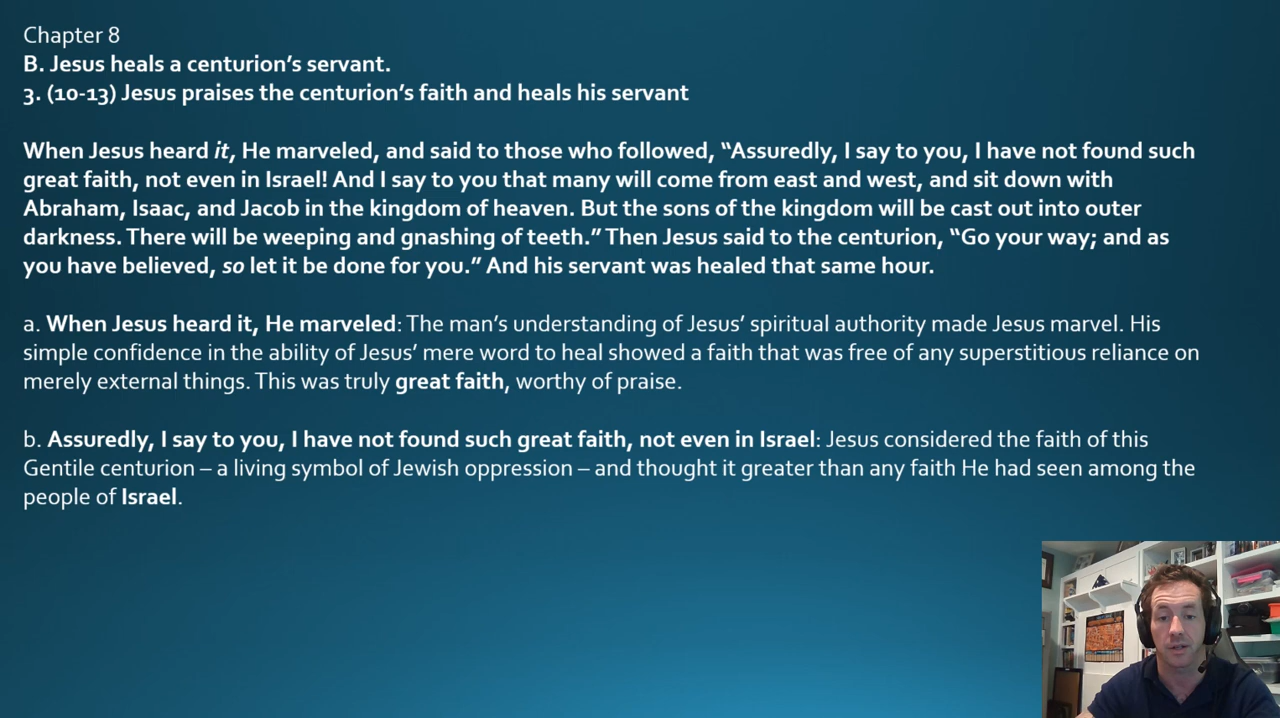 Chapter 8
B. Jesus heals a centurion’s servant.
3. (10-13) Jesus praises the centurion’s faith and heals his servant
When Jesus heard it, He marveled, and said to those who followed, “Assuredly, I say to you, I have not found such
great faith, not even in Israel! And I say to you that many will come from east and west, and sit down with
Abraham, Isaac, and Jacob in the kingdom of heaven. But the sons of the kingdom will be cast out into outer
darkness. There will be weeping and gnashing of teeth.” Then Jesus said to the centurion, “Go your way; and as
you have believed, so let it be done for you.” And his servant was healed that same hour.
a. When Jesus heard it, He marveled: The man’s understanding of Jesus’ spiritual authority made Jesus marvel. His
simple confidence in the ability of Jesus’ mere word to heal showed a faith that was free of any superstitious reliance on
merely external things. This was truly great faith, worthy of praise.
b. Assuredly, I say to you, I have not found such great faith, not even in Israel: Jesus considered the faith of this
Gentile centurion – a living symbol of Jewish oppression – and thought it greater than any faith He had seen among the
people of Israel.